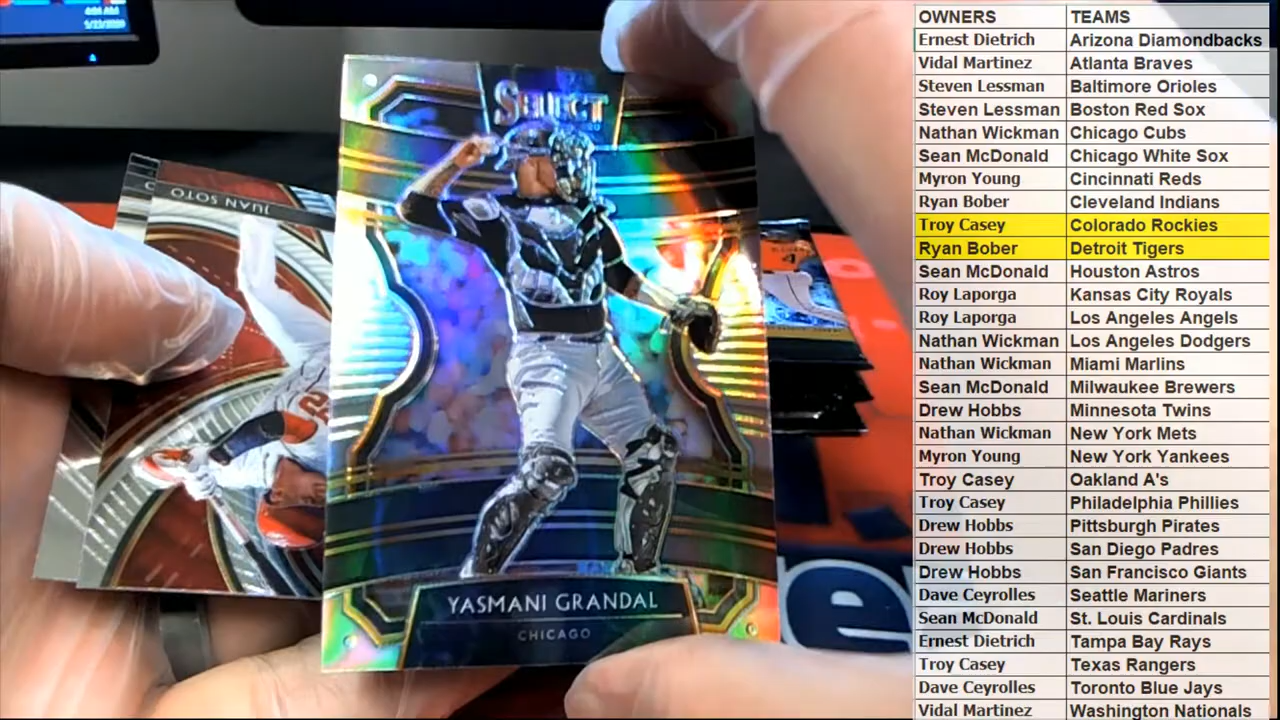 4:04 AM
5/23/2020
SELECT
JUAN SOTO
YASMANI GRANDAL
CHICAGO
e
OWNERS TEAMS
Ernest Dietrich Arizona Diamondbacks
Vidal Martinez Atlanta Braves
Steven Lessman Baltimore Orioles
Steven Lessman Boston Red Sox
Nathan Wickman Chicago Cubs
Sean McDonald Chicago White Sox
Myron Young Cincinnati Reds
Ryan Bober Cleveland Indians
Troy Casey Colorado Rockies
Ryan Bober Detroit Tigers
Sean McDonald Houston Astros
Roy Laporga Kansas City Royals
Roy Laporga Los Angeles Angels
Nathan Wickman Los Angeles Dodgers
Nathan Wickman Miami Marlins
Sean McDonald Milwaukee Brewers
Drew Hobbs Minnesota Twins
Nathan Wickman New York Mets
Myron Young New York Yankees
Troy Casey Oakland A's
Troy Casey Philadelphia Phillies
Drew Hobbs Pittsburgh Pirates
Drew Hobbs San Diego Padres
Drew Hobbs San Francisco Giants
Dave Ceyrolles Seattle Mariners
Sean McDonald St. Louis Cardinals
Ernest Dietrich Tampa Bay Rays
Troy Casey Texas Rangers
Dave Ceyrolles Toronto Blue Jays
Vidal Martinez Washington Nationals